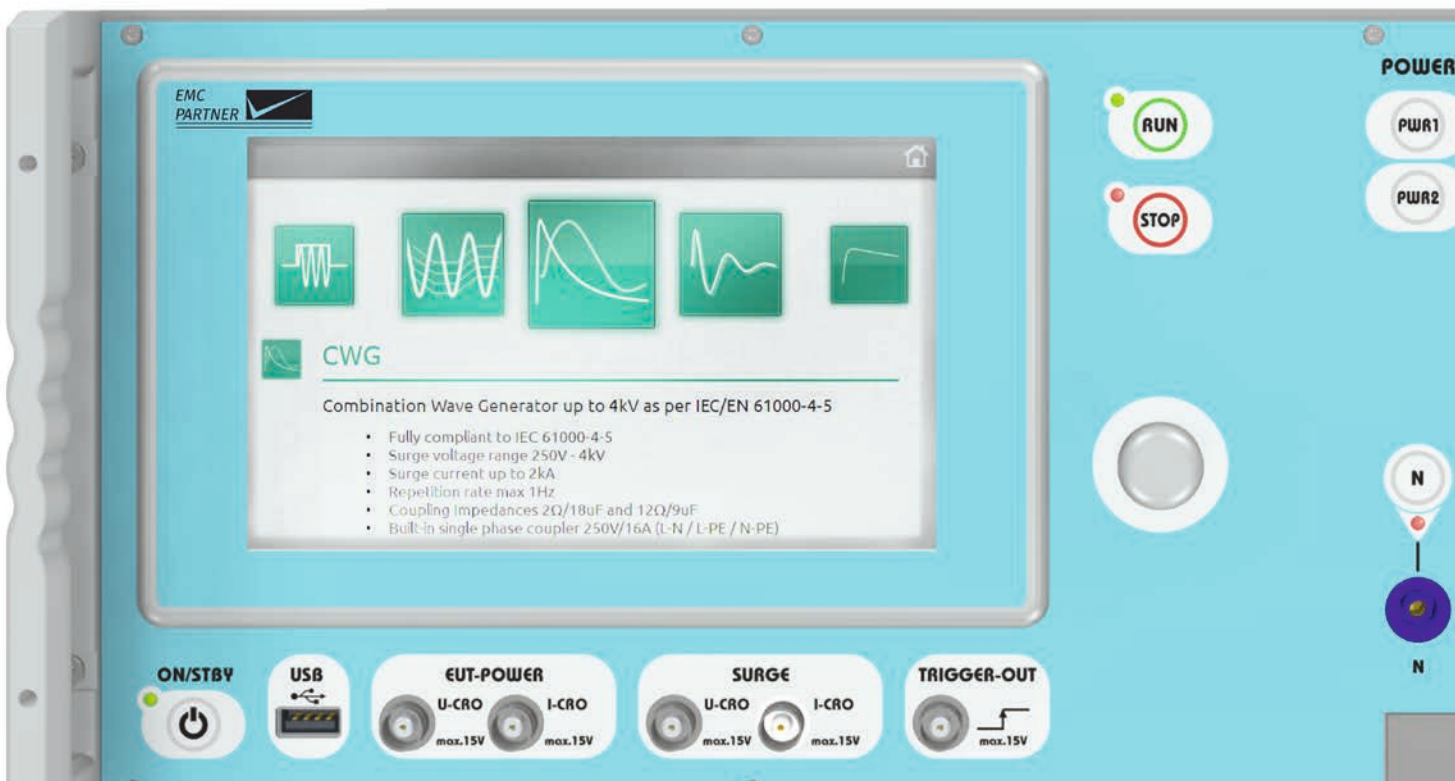 EMC
PARTNER
CWG
Combination Wave Generator up to 4kV as per IEC/EN 61000-4-5
• Fully compliant to IEC 61000-4-5
• Surge voltage range 250V - 4kV
• Surge current up to 2kA
• Repetition rate max 1Hz
• Coupling Impedances 2Ω/18uF and 12Ω/9uF
• Built-in single phase coupler 250V/16A (L-N / L-PE / N-PE)
RUN
STOP
POWER
PWR1
PWR2
N
N
ON/STBY
USB
EUT-POWER
U-CRO
max.15V
I-CRO
max.15V
SURGE
U-CRO
max.15V
I-CRO
max.15V
TRIGGER-OUT
max.15V